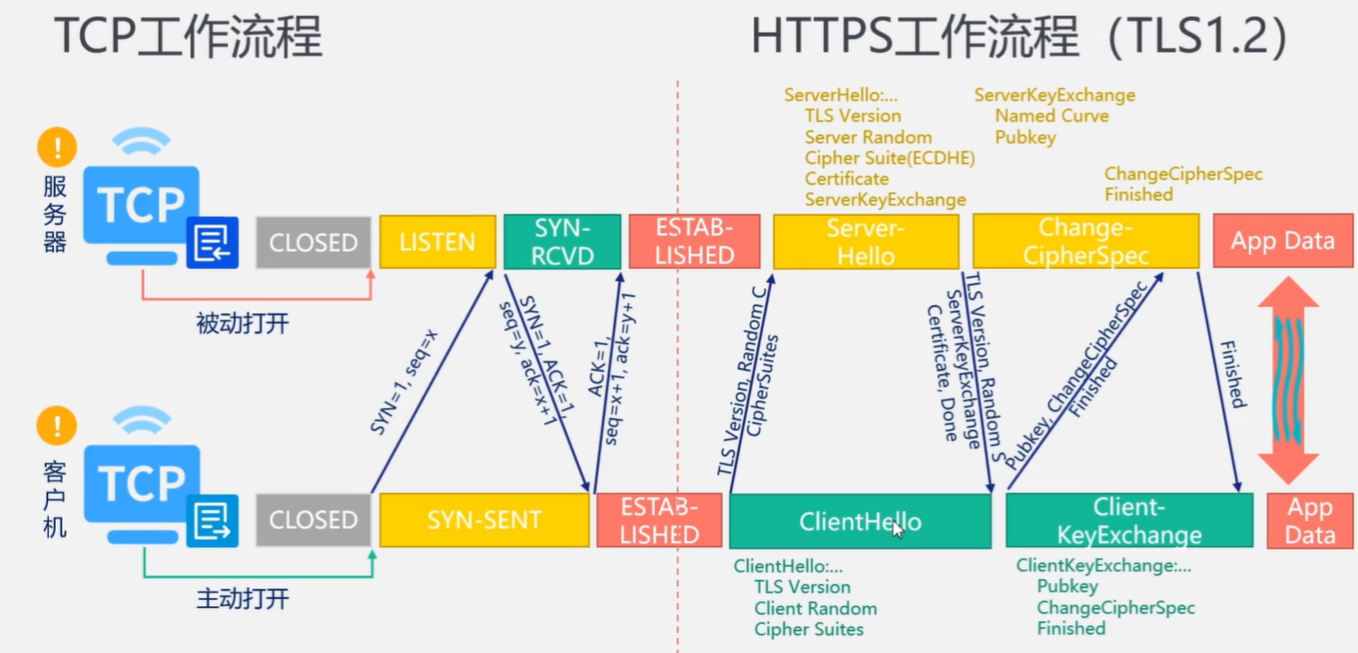 TCP工作流程
HTTPS工作流程（TLS1.2）
ServerHello:...
TLS Version
Server Random
Cipher Suite(ECDHE)
Certificate
ServerKeyExchange
ServerKeyExchange
Named Curve
Pubkey
ChangeCipherSpec
Finished
!
服务器
TCP
CLOSED
LISTEN
SYN-
RCVD
ESTAB-
LISHED
Server-
Hello
Change-
CipherSpec
App Data
被动打开
SYN=1, seq=x
SYN=1, ACK=1,
seq=y, ack=x+1
ACK=1,
seq=x+1, ack=y+1
TLS Version, Random C
CipherSuites
TLS Version, Random S
ServerKeyExchange
Certificate, Done
Pubkey, ChangeCipherSpec
Finished
Finished
!
客户机
TCP
CLOSED
SYN-SENT
ESTAB-
LISHED
ClientHello
Client-
KeyExchange
App
Data
主动打开
ClientHello:...
TLS Version
Client Random
Cipher Suites
ClientKeyExchange:...
Pubkey
ChangeCipherSpec
Finished